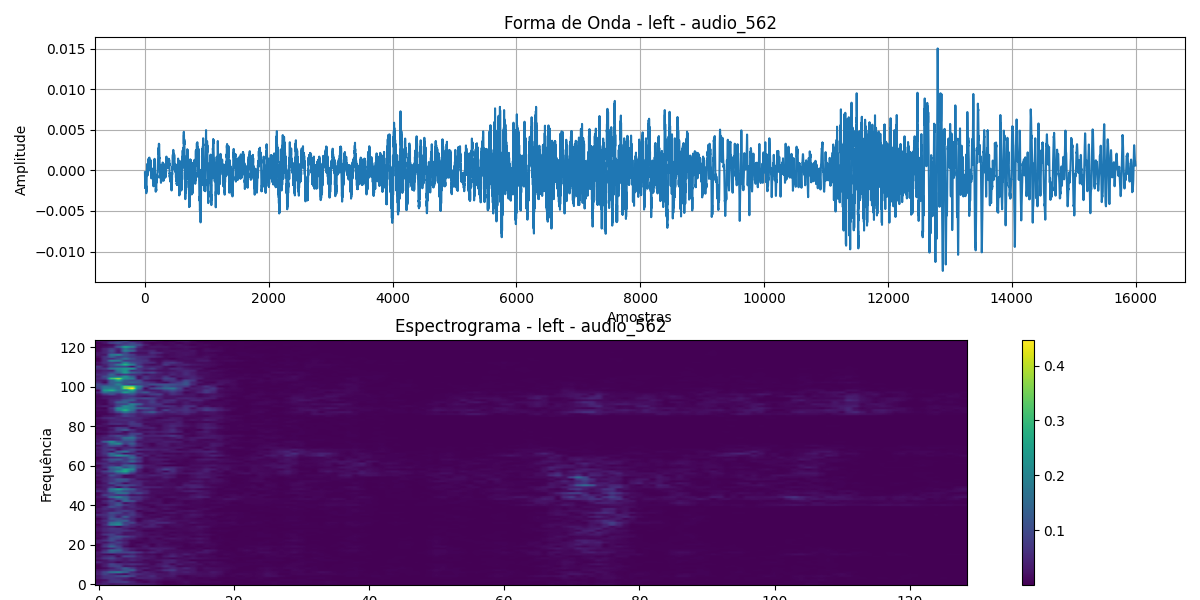 Forma de Onda - left - audio_562
0.015
0.010
0.005
0.000
−0.005
−0.010
Amplitude
0 2000 4000 6000 8000 10000 12000 14000 16000
Amostras
Espectrograma - left - audio_562
120
100
80
60
40
20
0
Frequência
0 20 40 60 80 100 120
0.4
0.3
0.2
0.1